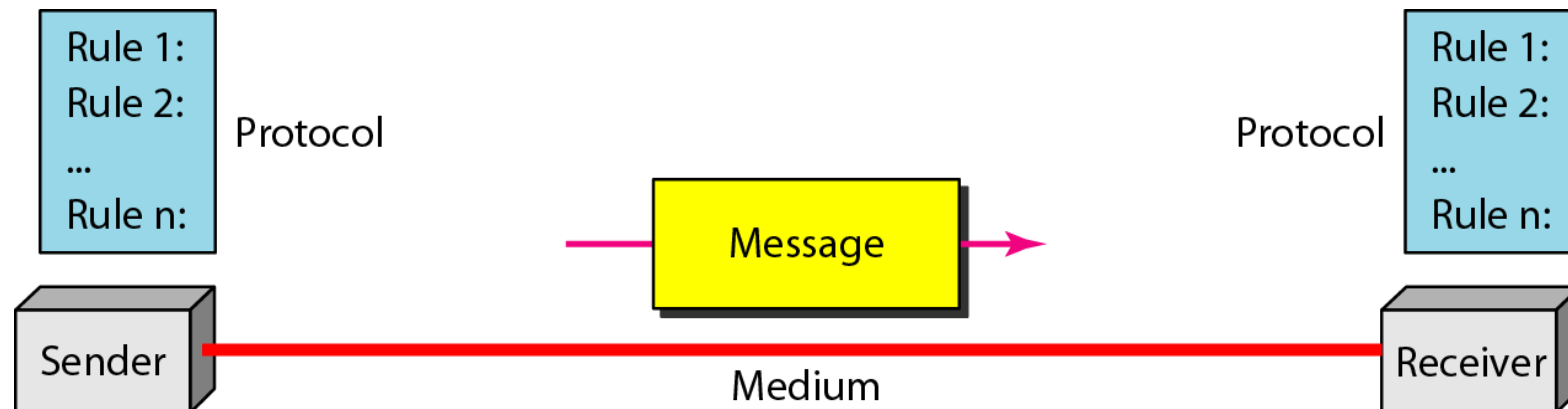 Rule 1:
Rule 2:
...
Rule n:
Protocol
Message
Protocol
Rule 1:
Rule 2:
...
Rule n:
Sender
Medium
Receiver